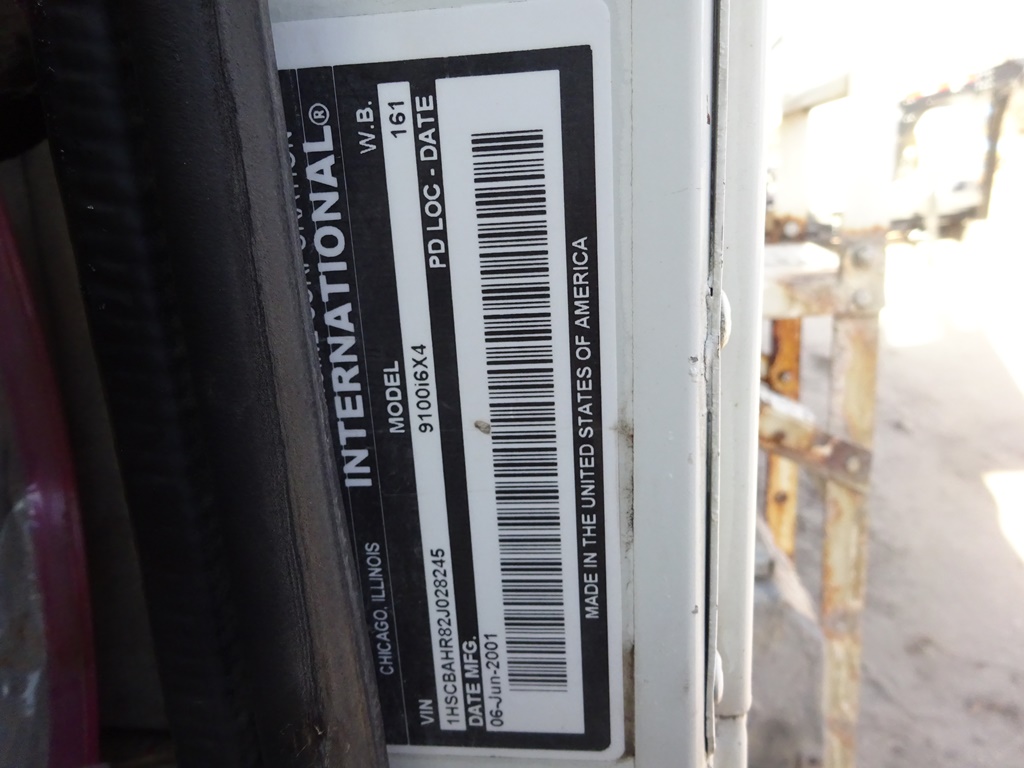 CHICAGO, ILLINOIS
INTERNATIONAL®
VIN MODEL W.B.
1HSCBAHR82J028245 9100i6X4 161
DATE MFG. PD LOC - DATE
06-Jun-2001
MADE IN THE UNITED STATES OF AMERICA